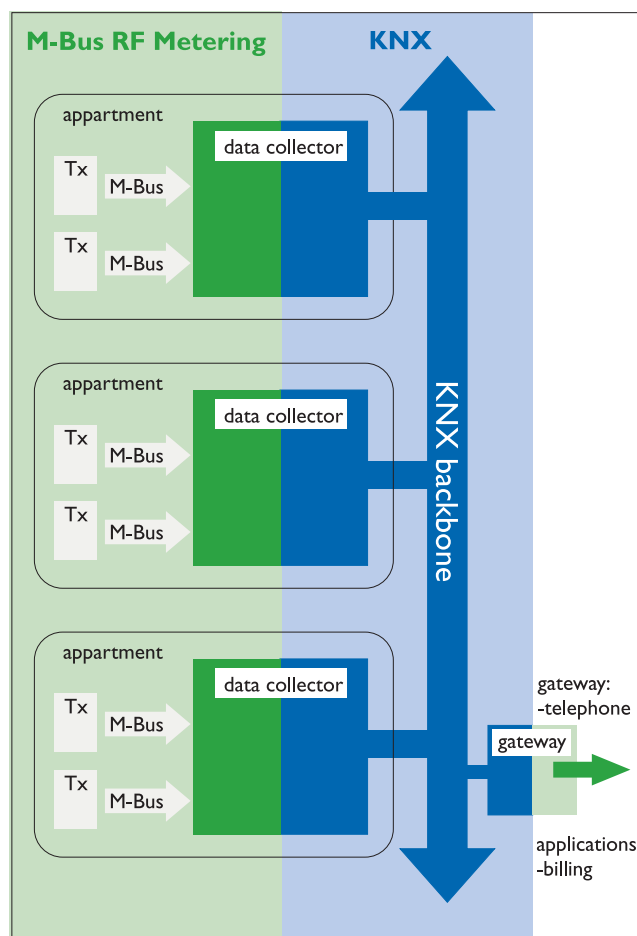 M-Bus RF Metering
KNX
appartment
data collector
Tx
M-Bus
Tx
M-Bus
appartment
data collector
Tx
M-Bus
Tx
M-Bus
KNX backbone
appartment
data collector
Tx
M-Bus
Tx
M-Bus
gateway:
-telephone
gateway
applications
-billing